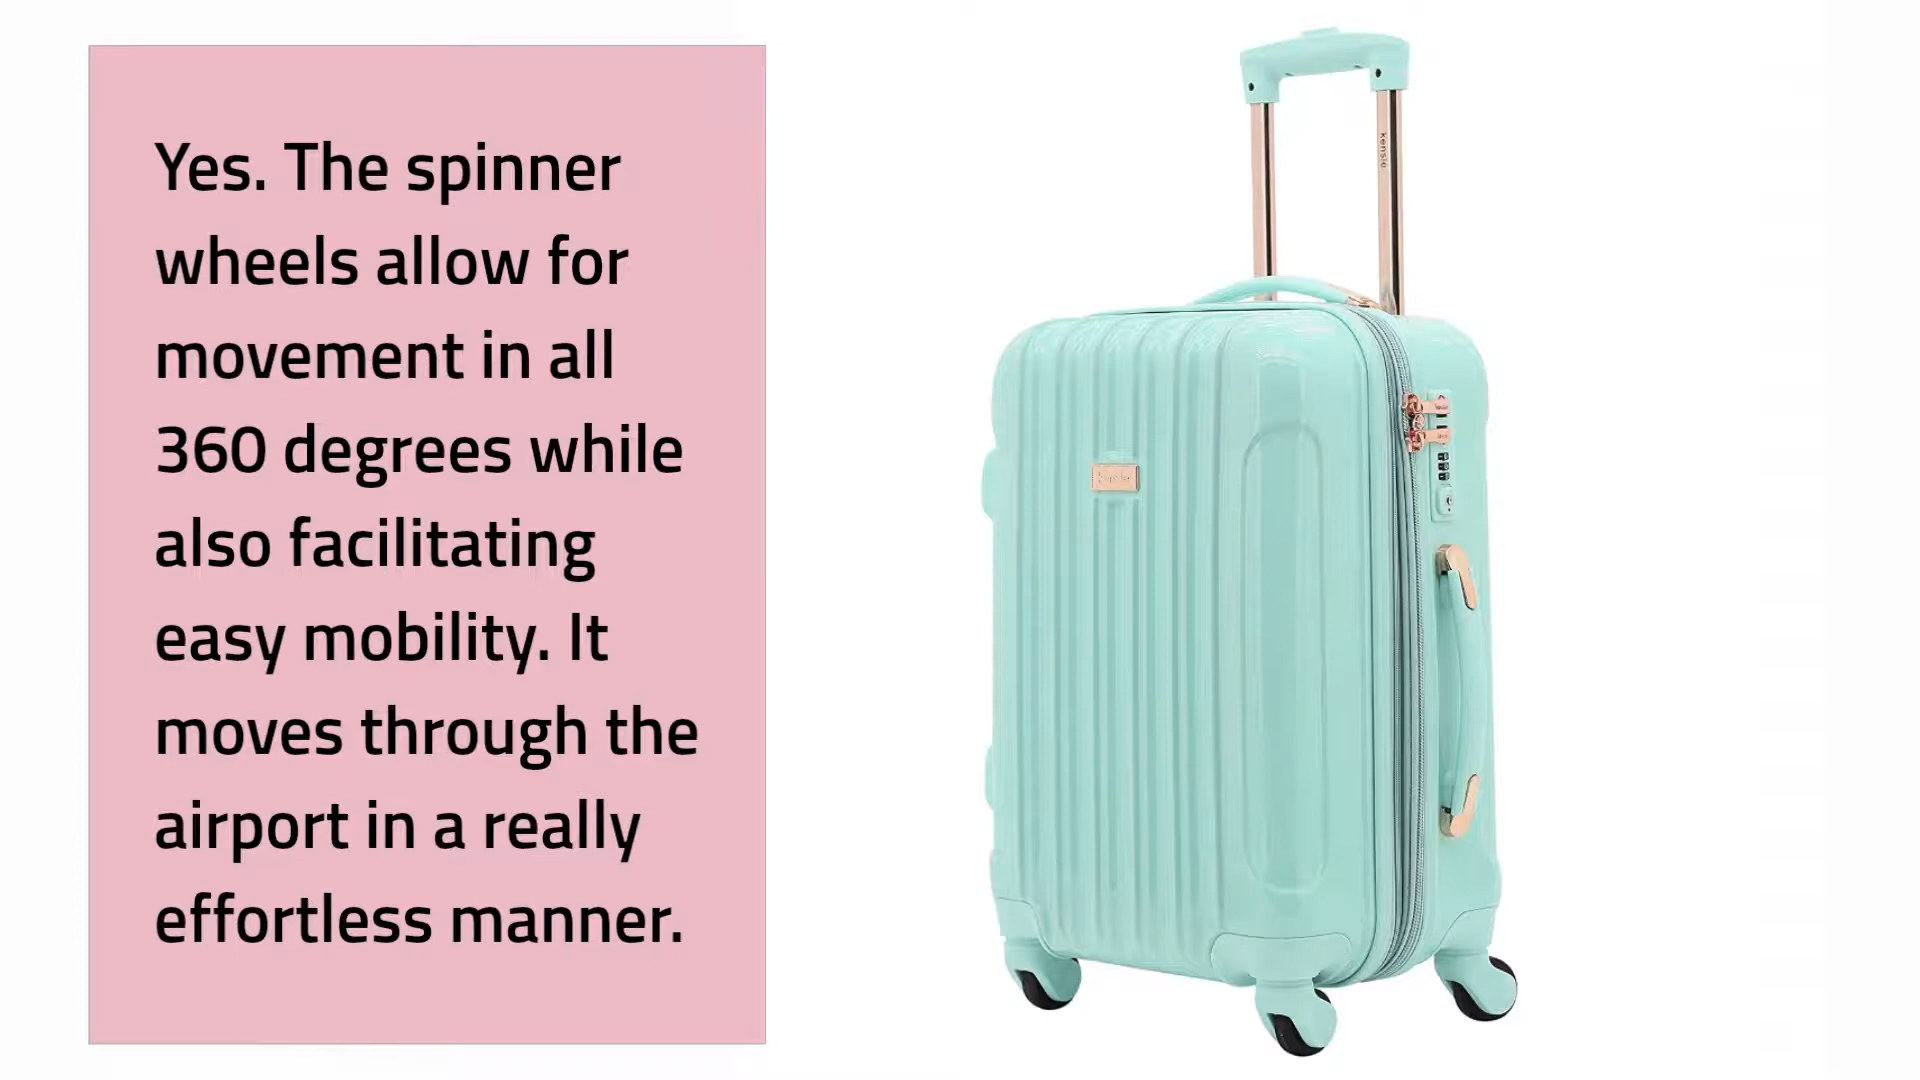 Yes. The spinner
wheels allow for
movement in all
360 degrees while
also facilitating
easy mobility. It
moves through the
airport in a really
effortless manner.
kensie